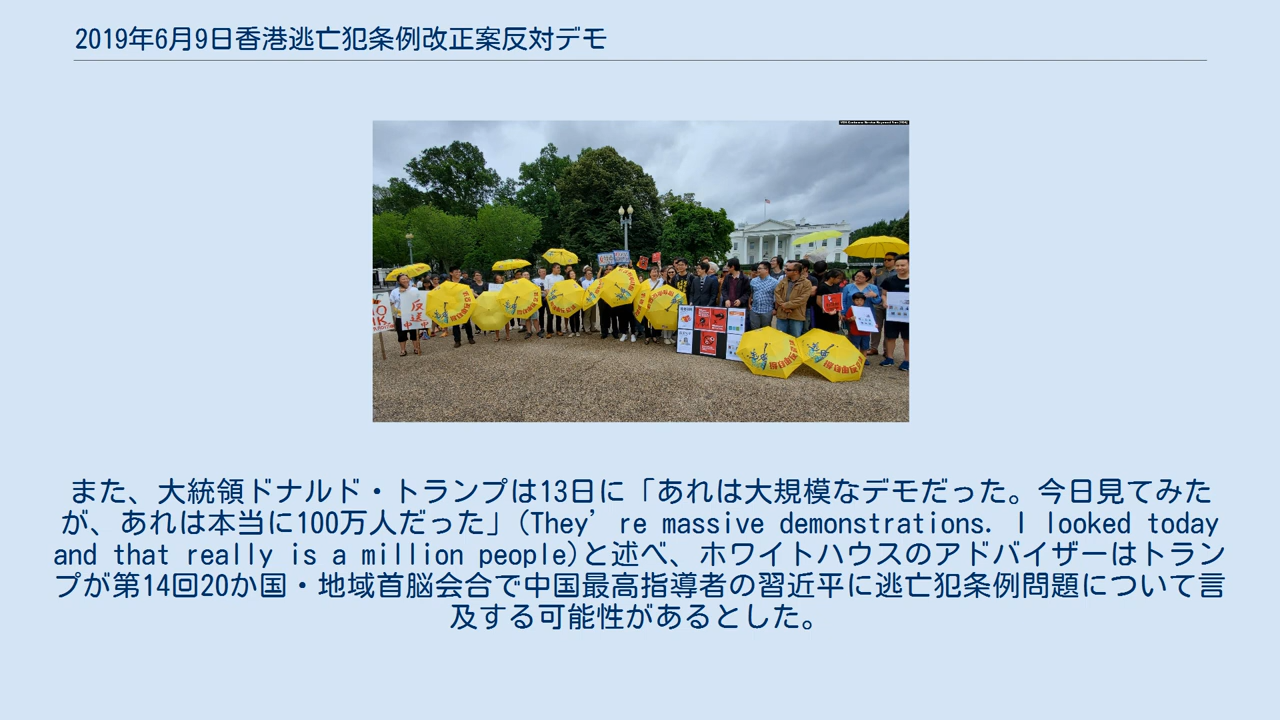 2019年6月9日香港逃亡犯条例改正案反対デモ
反送中
また、大統領ドナルド・トランプは13日に「あれは大規模なデモだった。今日見てみた
が、あれは本当に100万人だった」(They’re massive demonstrations. I looked today
and that really is a million people)と述べ、ホワイトハウスのアドバイザーはトラン
プが第14回20か国・地域首脳会合で中国最高指導者の習近平に逃亡犯条例問題について言
及する可能性があるとした。